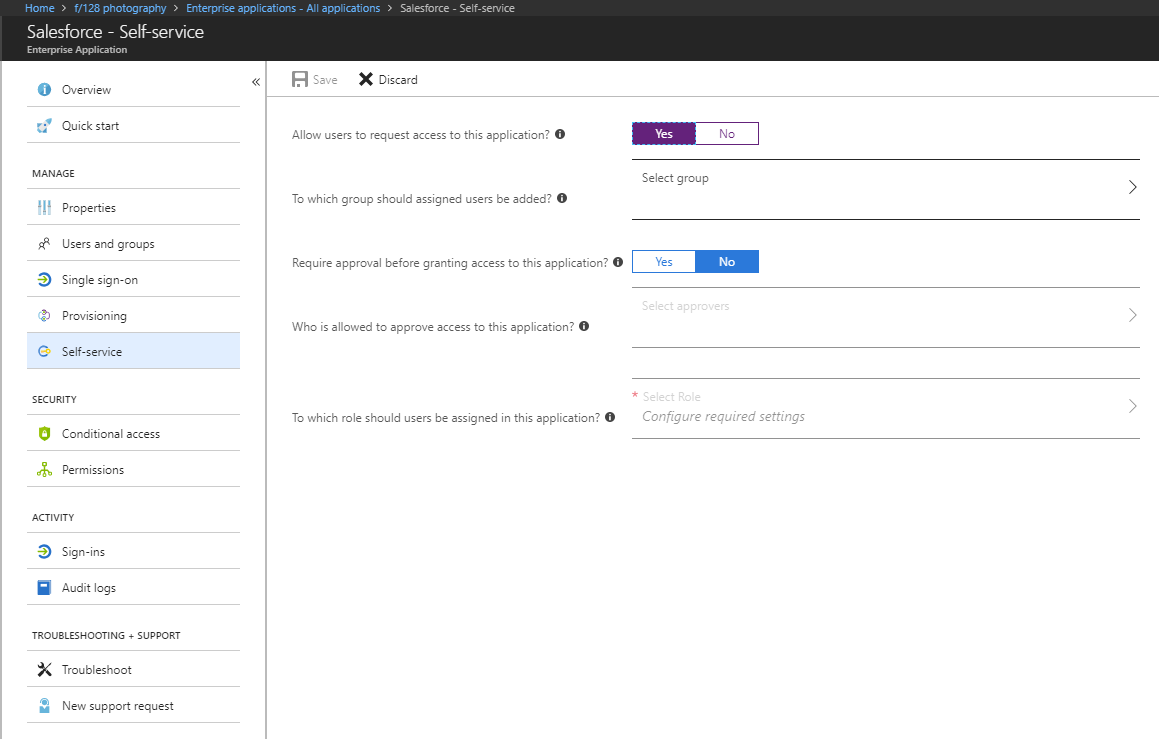 Home > f/128 photography > Enterprise applications - All applications > Salesforce - Self-service
Salesforce - Self-service
Enterprise Application
Overview
Quick start
MANAGE
Properties
Users and groups
Single sign-on
Provisioning
Self-service
SECURITY
Conditional access
Permissions
ACTIVITY
Sign-ins
Audit logs
TROUBLESHOOTING + SUPPORT
Troubleshoot
New support request
Save Discard
Allow users to request access to this application? Yes No
To which group should assigned users be added? Select group
Require approval before granting access to this application? Yes No
Who is allowed to approve access to this application? Select approvers
To which role should users be assigned in this application? * Select Role
Configure required settings